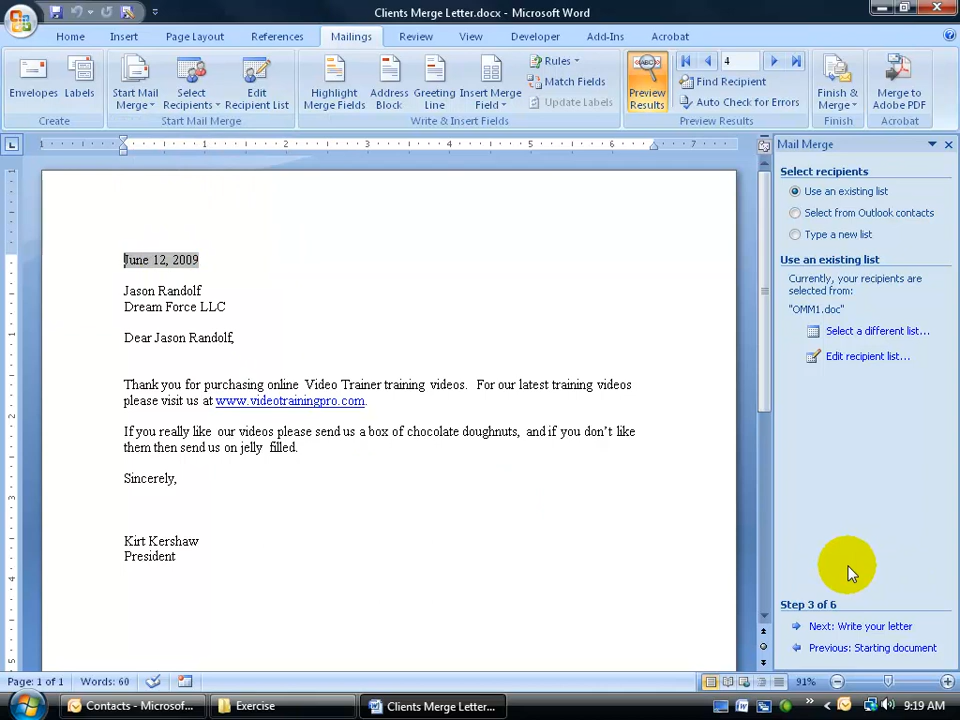 Clients Merge Letter.docx - Microsoft Word
Home Insert Page Layout References Mailings Review View Developer Add-Ins Acrobat
Envelopes Labels
Create
Start Mail Merge Select Recipients Edit Recipient List
Start Mail Merge
Highlight Merge Fields Address Block Greeting Line Insert Merge Field
Rules
Match Fields
Update Labels
Write & Insert Fields
ABC
Preview Results
4
Find Recipient
Auto Check for Errors
Preview Results
Finish & Merge
Finish
Merge to Adobe PDF
Acrobat
1 1 2 3 4 5 6 7
June 12, 2009
Jason Randolf
Dream Force LLC
Dear Jason Randolf,
Thank you for purchasing online Video Trainer training videos. For our latest training videos
please visit us at www.videotrainingpro.com.
If you really like our videos please send us a box of chocolate doughnuts, and if you don't like
them then send us on jelly filled.
Sincerely,
Kirt Kershaw
President
Mail Merge
Select recipients
Use an existing list
Select from Outlook contacts
Type a new list
Use an existing list
Currently, your recipients are
selected from:
"OMM1.doc"
Select a different list...
Edit recipient list...
Step 3 of 6
Next: Write your letter
Previous: Starting document
Page: 1 of 1 Words: 60 91%
Contacts - Microsof... Exercise Clients Merge Letter... 9:19 AM